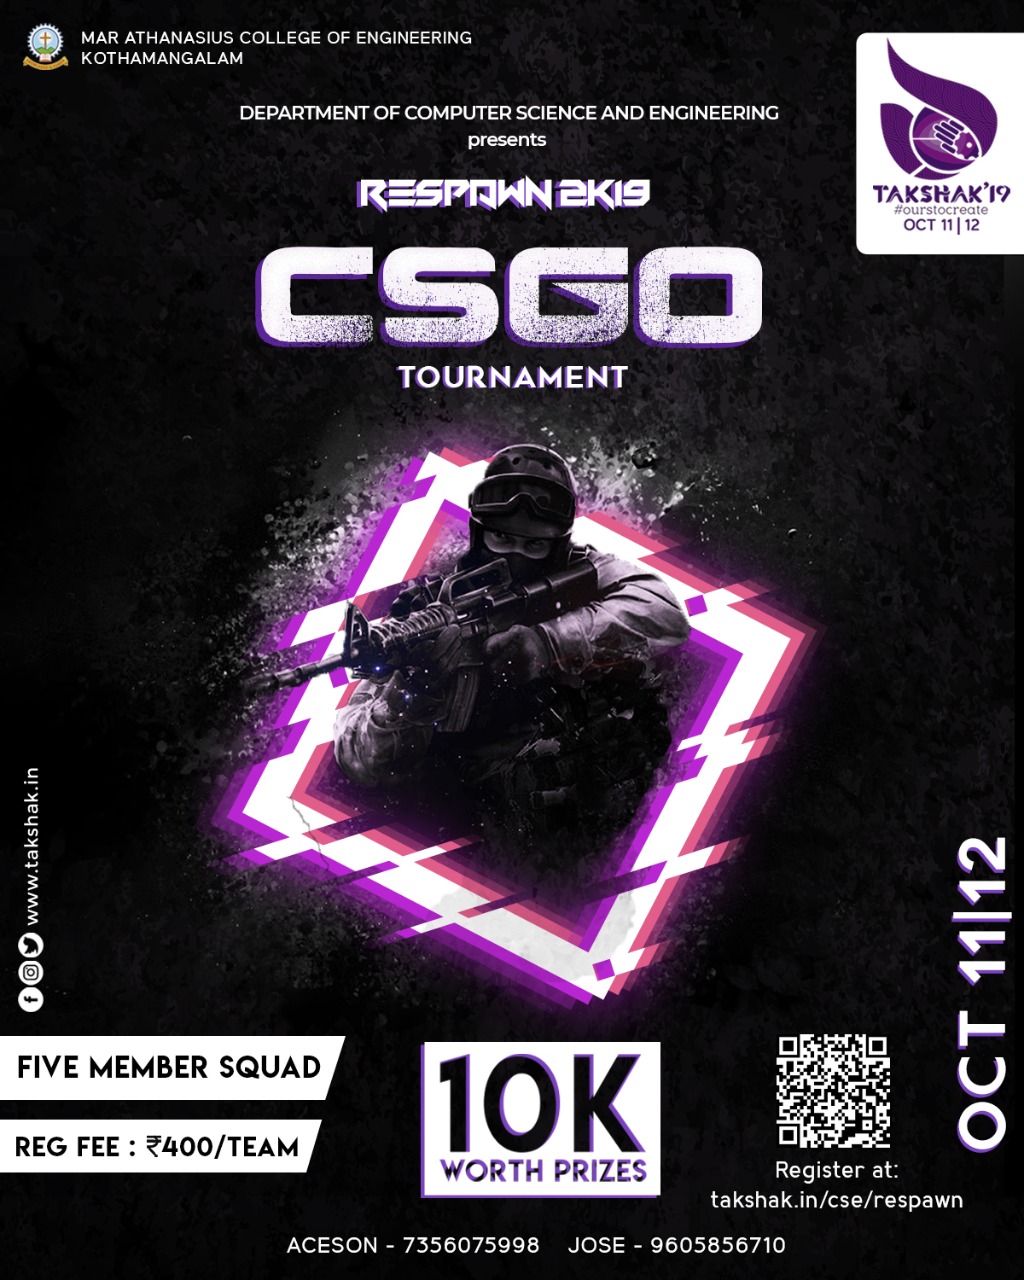 MAR ATHANASIUS COLLEGE OF ENGINEERING
KOTHAMANGALAM
DEPARTMENT OF COMPUTER SCIENCE AND ENGINEERING
presents
RESPAWN 2K19
CSGO
TOURNAMENT
TAKSHAK'19
#ourstocreate
OCT 11|12
www.takshak.in
OCT 11|12
FIVE MEMBER SQUAD
REG FEE : ₹400/TEAM
10K
WORTH PRIZES
Register at:
takshak.in/cse/respawn
ACESON - 7356075998 JOSE - 9605856710